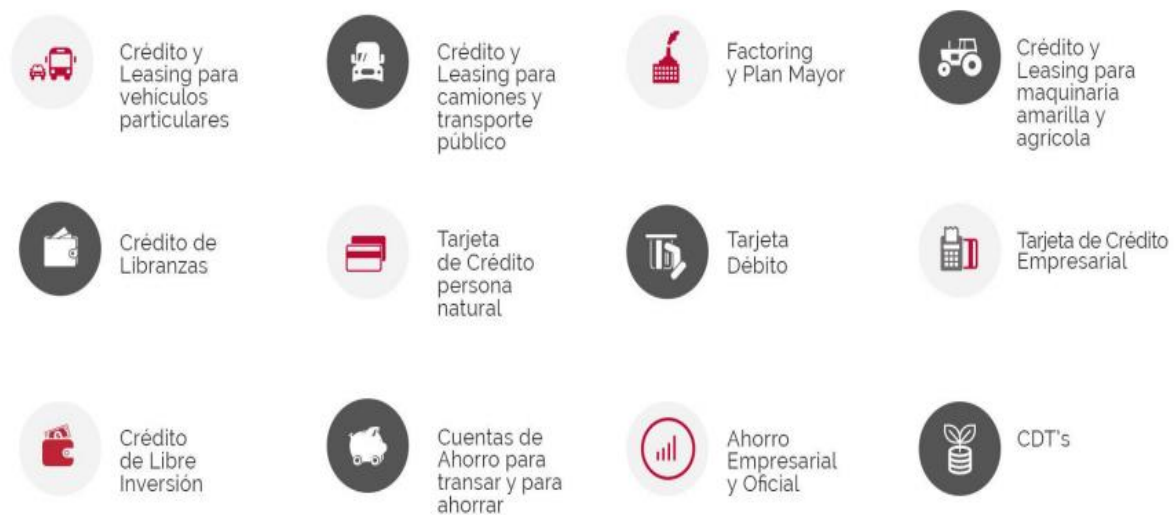 Crédito y
Leasing para
vehículos
particulares
Crédito y
Leasing para
camiones y
transporte
público
Factoring
y Plan Mayor
Crédito y
Leasing para
maquinaria
amarilla y
agrícola
Crédito de
Libranzas
Tarjeta
de Crédito
persona
natural
Tarjeta
Débito
Tarjeta de Crédito
Empresarial
Crédito
de Libre
Inversión
Cuentas de
Ahorro para
transar y para
ahorrar
Ahorro
Empresarial
y Oficial
CDT's